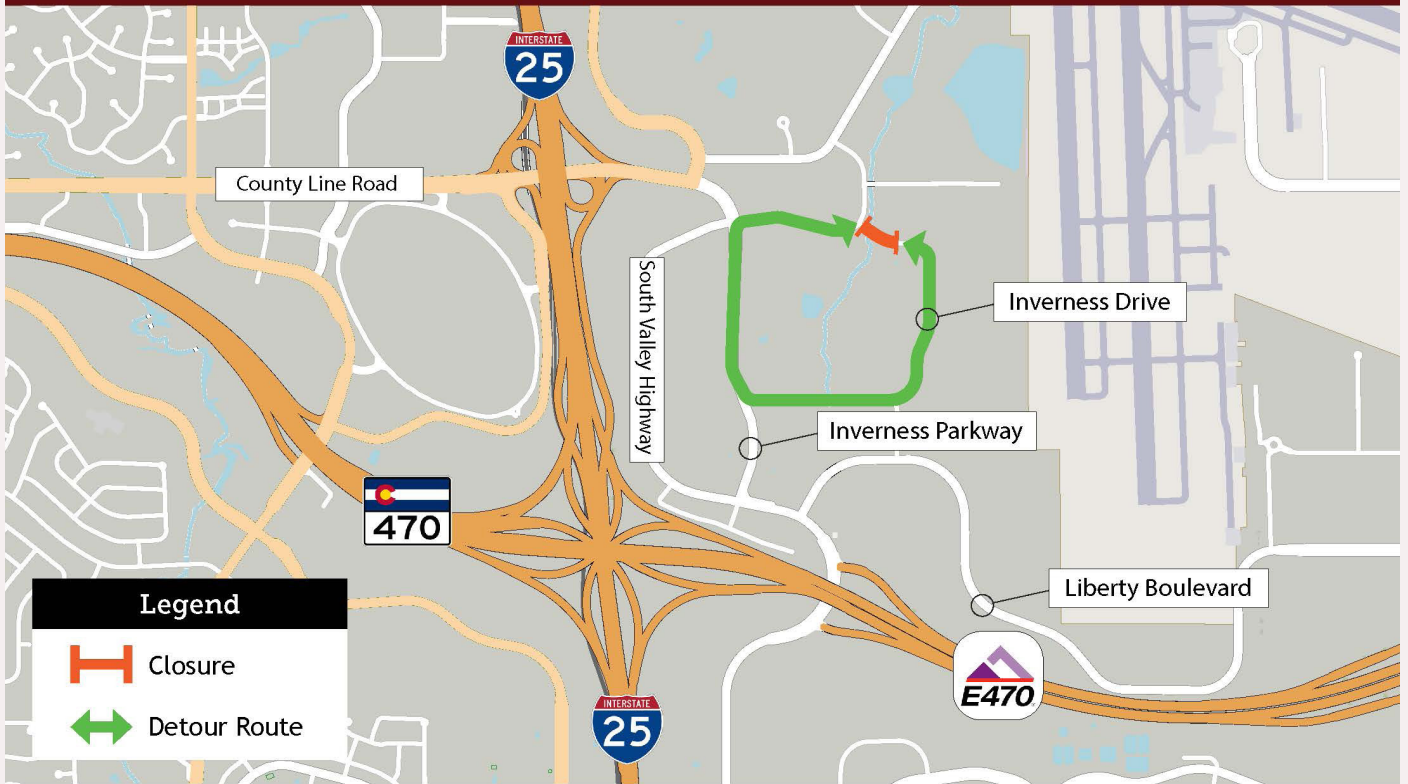 INTERSTATE
25
County Line Road
South Valley Highway
Inverness Drive
Inverness Parkway
470
Liberty Boulevard
E470
INTERSTATE
25
Legend
Closure
Detour Route